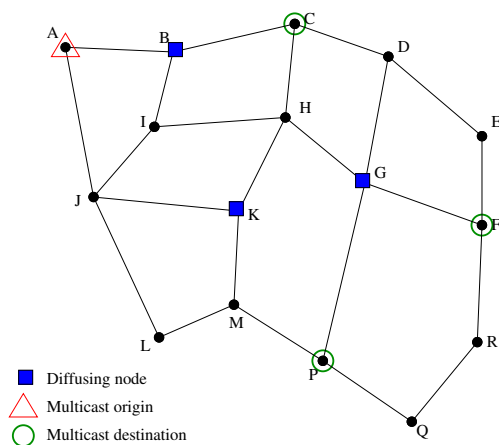 A
B
C
D
E
I
H
G
J
K
F
M
L
P
R
Q
Diffusing node
Multicast origin
Multicast destination